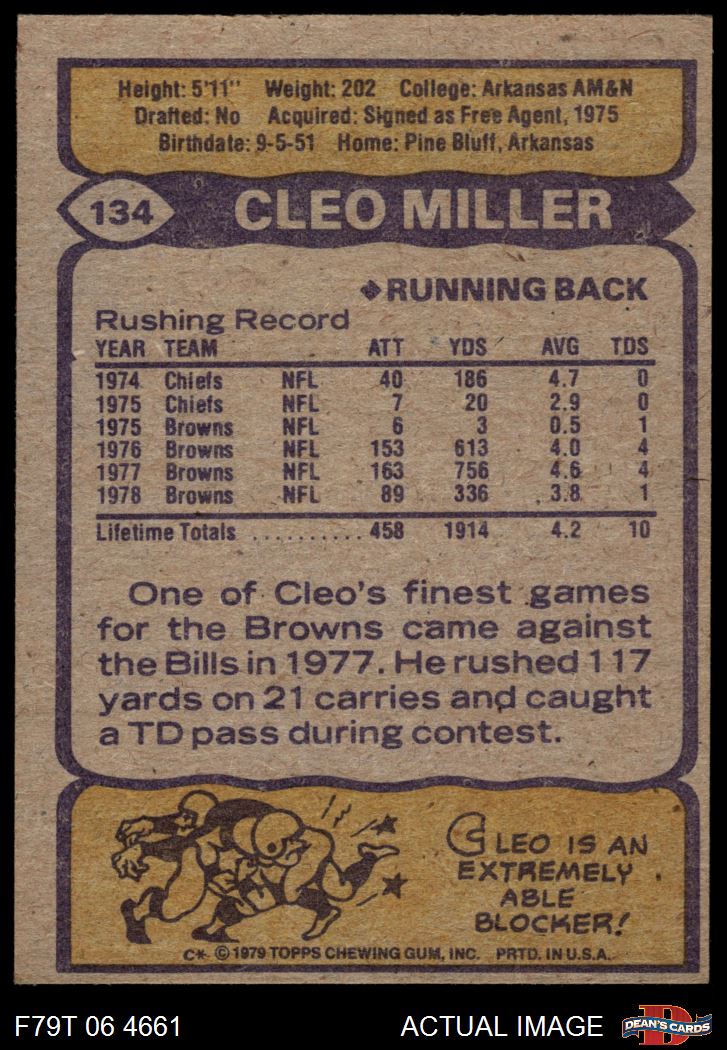 Height: 5'11" Weight: 202 College: Arkansas AM&N
Drafted: No Acquired: Signed as Free Agent, 1975
Birthdate: 9-5-51 Home: Pine Bluff, Arkansas
134 CLEO MILLER
RUNNING BACK
Rushing Record
YEAR TEAM ATT YDS AVG TDS
1974 Chiefs NFL 40 186 4.7 0
1975 Chiefs NFL 7 20 2.9 0
1975 Browns NFL 6 3 0.5 1
1976 Browns NFL 153 613 4.0 4
1977 Browns NFL 163 756 4.6 4
1978 Browns NFL 89 336 3.8 1
Lifetime Totals .......... 458 1914 4.2 10
One of Cleo's finest games
for the Browns came against
the Bills in 1977. He rushed 117
yards on 21 carries and caught
a TD pass during contest.
CLEO IS AN
EXTREMELY
ABLE
BLOCKER!
C* © 1979 TOPPS CHEWING GUM, INC. PRTD. IN U.S.A.
F79T 06 4661 ACTUAL IMAGE D DEAN'S CARDS